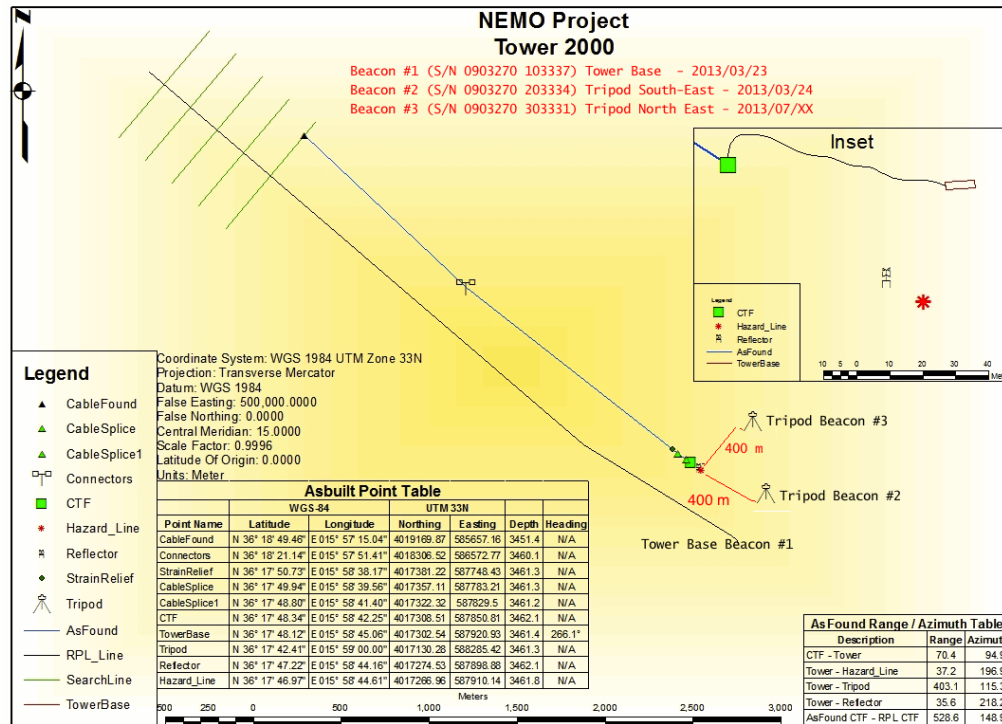 NEMO Project
Tower 2000
Beacon #1 (S/N 0903270 103337) Tower Base - 2013/03/23
Beacon #2 (S/N 0903270 203334) Tripod South-East - 2013/03/24
Beacon #3 (S/N 0903270 303331) Tripod North East - 2013/07/XX
Inset
Legend
CTF
Hazard_Line
Reflector
AsFound
TowerBase
10 5 0 10 20 30 40
Tripod Beacon #3
400 m
400 m
Tripod Beacon #2
Tower Base Beacon #1
Legend
CableFound
CableSplice
CableSplice1
Connectors
CTF
Hazard_Line
Reflector
StrainRelief
Tripod
AsFound
RPL_Line
SearchLine
TowerBase
Coordinate System: WGS 1984 UTM Zone 33N
Projection: Transverse Mercator
Datum: WGS 1984
False Easting: 500,000.0000
False Northing: 0.0000
Central Meridian: 15.0000
Scale Factor: 0.9996
Latitude Of Origin: 0.0000
Units: Meter
Asbuilt Point Table
WGS-84 UTM 33N
Point Name Latitude Longitude Northing Easting Depth Heading
CableFound N 36° 18' 49.46" E 015° 57' 15.04" 4019169.87 585657.16 3451.4 N/A
Connectors N 36° 18' 21.14" E 015° 57' 51.41" 4018306.52 586572.77 3460.1 N/A
StrainRelief N 36° 17' 50.73" E 015° 58' 38.17" 4017381.22 587748.43 3461.3 N/A
CableSplice N 36° 17' 49.94" E 015° 58' 39.56" 4017357.11 587783.21 3461.3 N/A
CableSplice1 N 36° 17' 48.80" E 015° 58' 41.40" 4017322.32 587829.5 3461.2 N/A
CTF N 36° 17' 48.34" E 015° 58' 42.25" 4017308.51 587850.81 3462.1 N/A
TowerBase N 36° 17' 48.12" E 015° 58' 45.06" 4017302.54 587920.93 3461.4 266.1°
Tripod N 36° 17' 42.41" E 015° 59' 00.00" 4017130.28 588285.42 3461.3 N/A
Reflector N 36° 17' 47.22" E 015° 58' 44.16" 4017274.53 587898.88 3462.1 N/A
Hazard_Line N 36° 17' 46.97" E 015° 58' 44.61" 4017266.96 587910.14 3461.8 N/A
Meters
500 250 0 500 1,000 1,500 2,000 2,500 3,000
AsFound Range / Azimuth Table
Description Range
CTF - Tower 70.4 94.9
Tower - Hazard_Line 37.2 196.9
Tower - Tripod 403.1 115.3
Tower - Reflector 35.6 218.2
AsFound CTF - RPL CTF 528.6